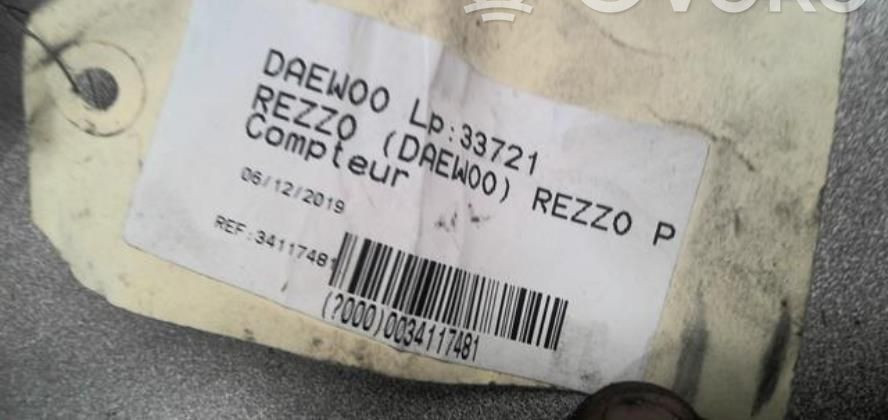 DAEWOO Lp:33721
REZZO (DAEWOO) REZZO P
Compteur
06/12/2019
REF:34117481
(?000)0034117481